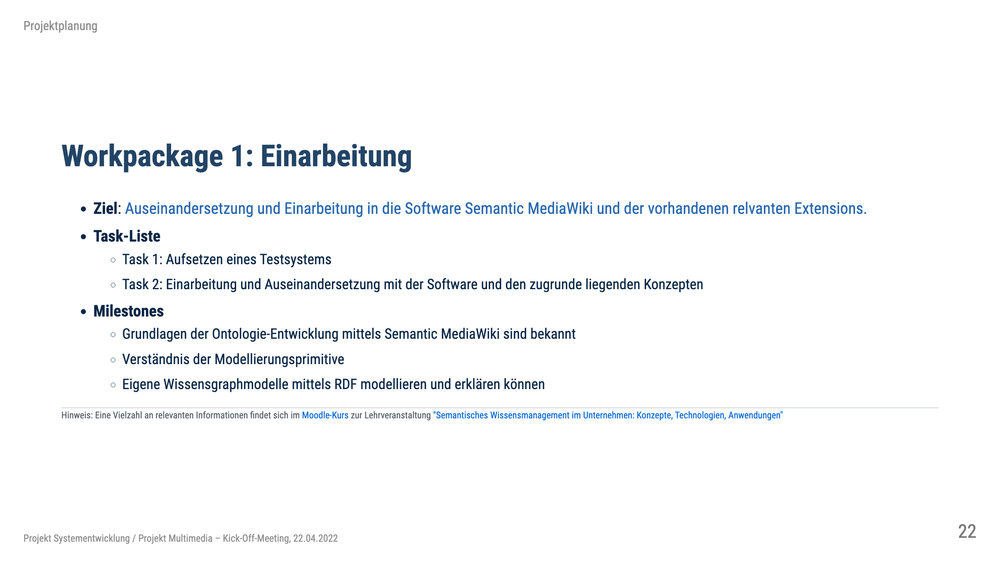 Projektplanung
Workpackage 1: Einarbeitung
• Ziel: Auseinandersetzung und Einarbeitung in die Software Semantic MediaWiki und der vorhandenen relvanten Extensions.
• Task-Liste
◦ Task 1: Aufsetzen eines Testsystems
◦ Task 2: Einarbeitung und Auseinandersetzung mit der Software und den zugrunde liegenden Konzepten
• Milestones
◦ Grundlagen der Ontologie-Entwicklung mittels Semantic MediaWiki sind bekannt
◦ Verständnis der Modellierungsprimitive
◦ Eigene Wissensgraphmodelle mittels RDF modellieren und erklären können
Hinweis: Eine Vielzahl an relevanten Informationen findet sich im Moodle-Kurs zur Lehrveranstaltung "Semantisches Wissensmanagement im Unternehmen: Konzepte, Technologien, Anwendungen"
Projekt Systementwicklung / Projekt Multimedia – Kick-Off-Meeting, 22.04.2022
22